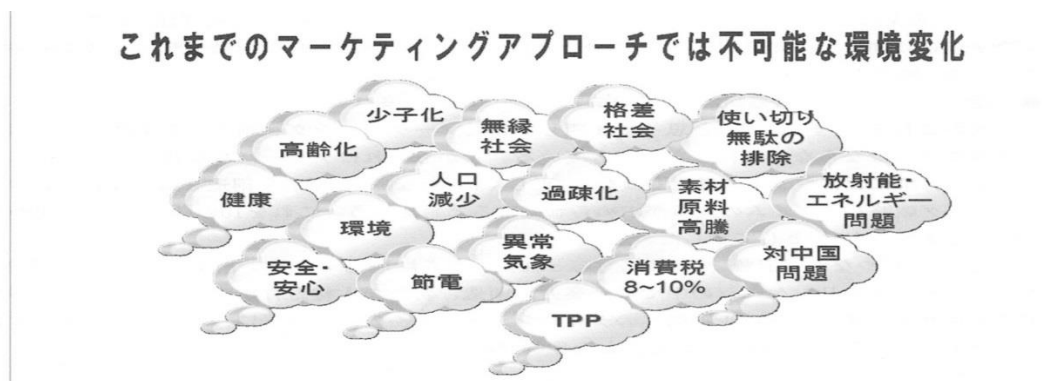 これまでのマーケティングアプローチでは不可能な環境変化
少子化
無縁
社会
格差
社会
使い切り
無駄の
排除
高齢化
健康
人口
減少
過疎化
素材
原料
高騰
放射能・
エネルギー
問題
環境
異常
気象
安全・
安心
節電
消費税
8~10%
対中国
問題
TPP